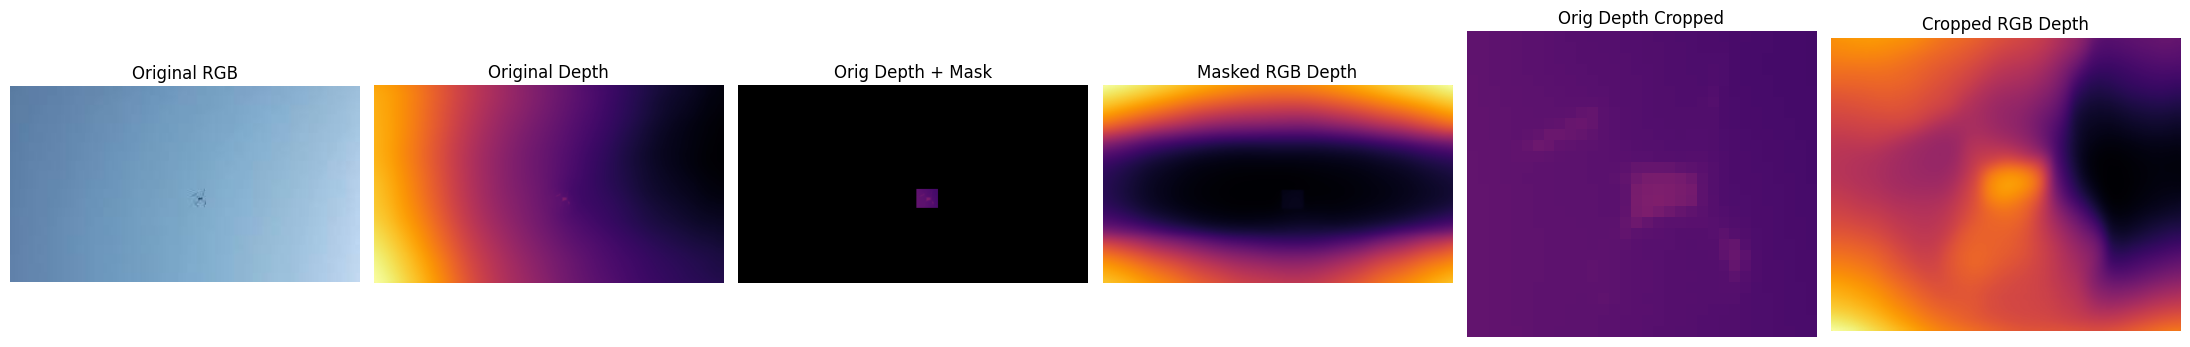 Original RGB
Original Depth
Orig Depth + Mask
Masked RGB Depth
Orig Depth Cropped
Cropped RGB Depth